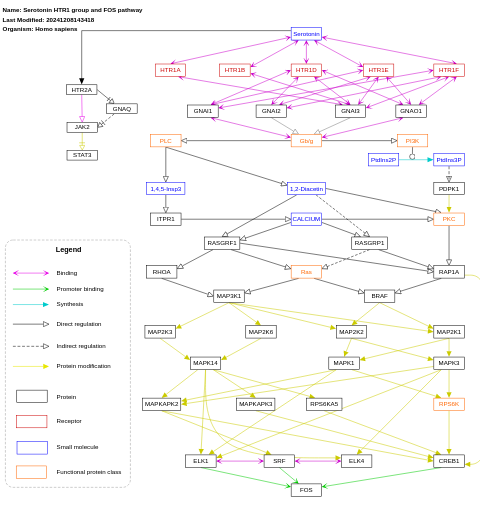 Name: Serotonin HTR1 group and FOS pathway
Last Modified: 20241208143418
Organism: Homo sapiens
Serotonin
HTR1A
HTR1B
HTR1D
HTR1E
HTR1F
HTR2A
GNAQ
GNAI1
GNAI2
GNAI3
GNAO1
JAK2
PLC
Gb/g
PI3K
STAT3
PtdIns2P
PtdIns3P
1,4,5-Insp3
1,2-Diacetin
PDPK1
ITPR1
CALCIUM
PKC
RASGRF1
RASGRP1
Legend
Binding
Promoter binding
Synthesis
Direct regulation
Indirect regulation
Protein modification
Protein
Receptor
Small molecule
Functional protein class
RHOA
Ras
RAP1A
MAP3K1
BRAF
MAP2K3
MAP2K6
MAP2K2
MAP2K1
MAPK14
MAPK1
MAPK3
MAPKAPK2
MAPKAPK3
RPS6KA5
RPS6K
ELK1
SRF
ELK4
CREB1
FOS